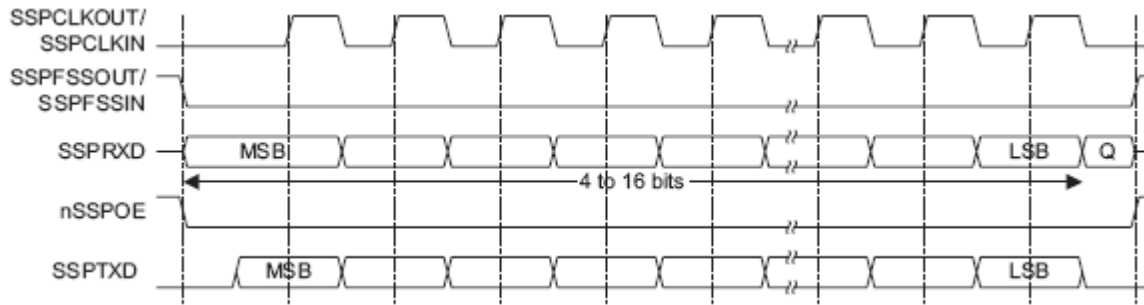 SSPCLKOUT/
SSPCLKIN
SSPFSSOUT/
SSPFSSIN
SSPRXD MSB LSB Q
4 to 16 bits
nSSPOE
SSPTXD MSB LSB